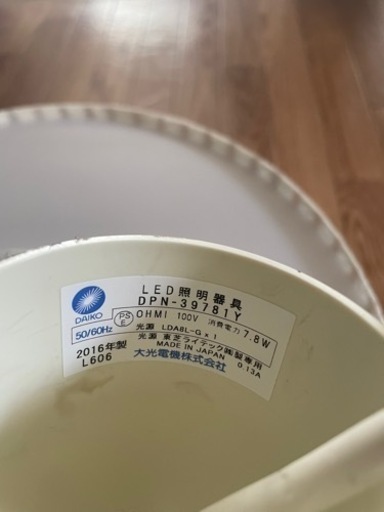 LED照明器具
DPN-39781Y
DAIKO
PS E OHMI 100V 消費電力 7.8W
50/60Hz 光源 LDA8L-G×1
光源 東芝ライテック㈱製専用
2016年製 MADE IN JAPAN 0.13A
L606 大光電機株式会社